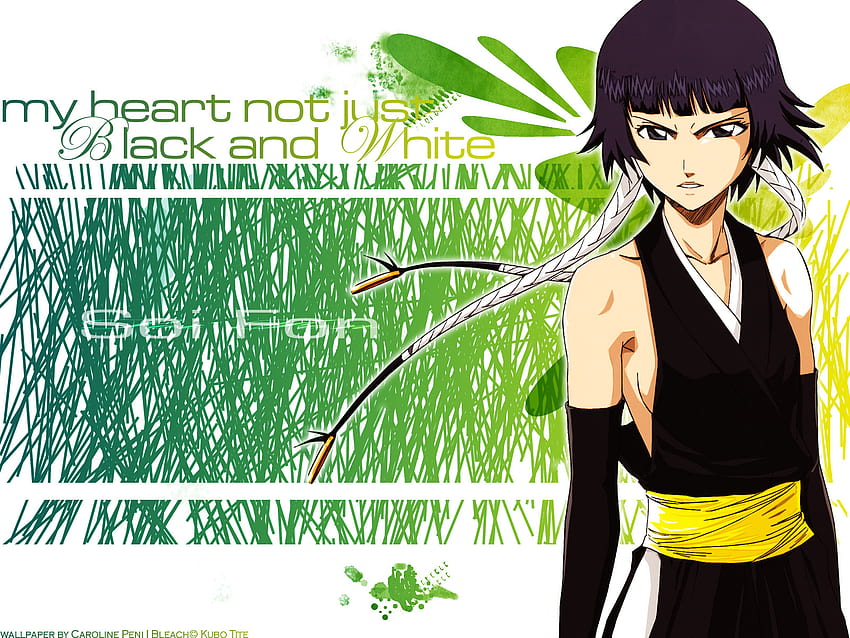 my heart not just
Black and White
Soi Fon
WALLPAPER BY CAROLINE PENI | BLEACH© KUBO TITE